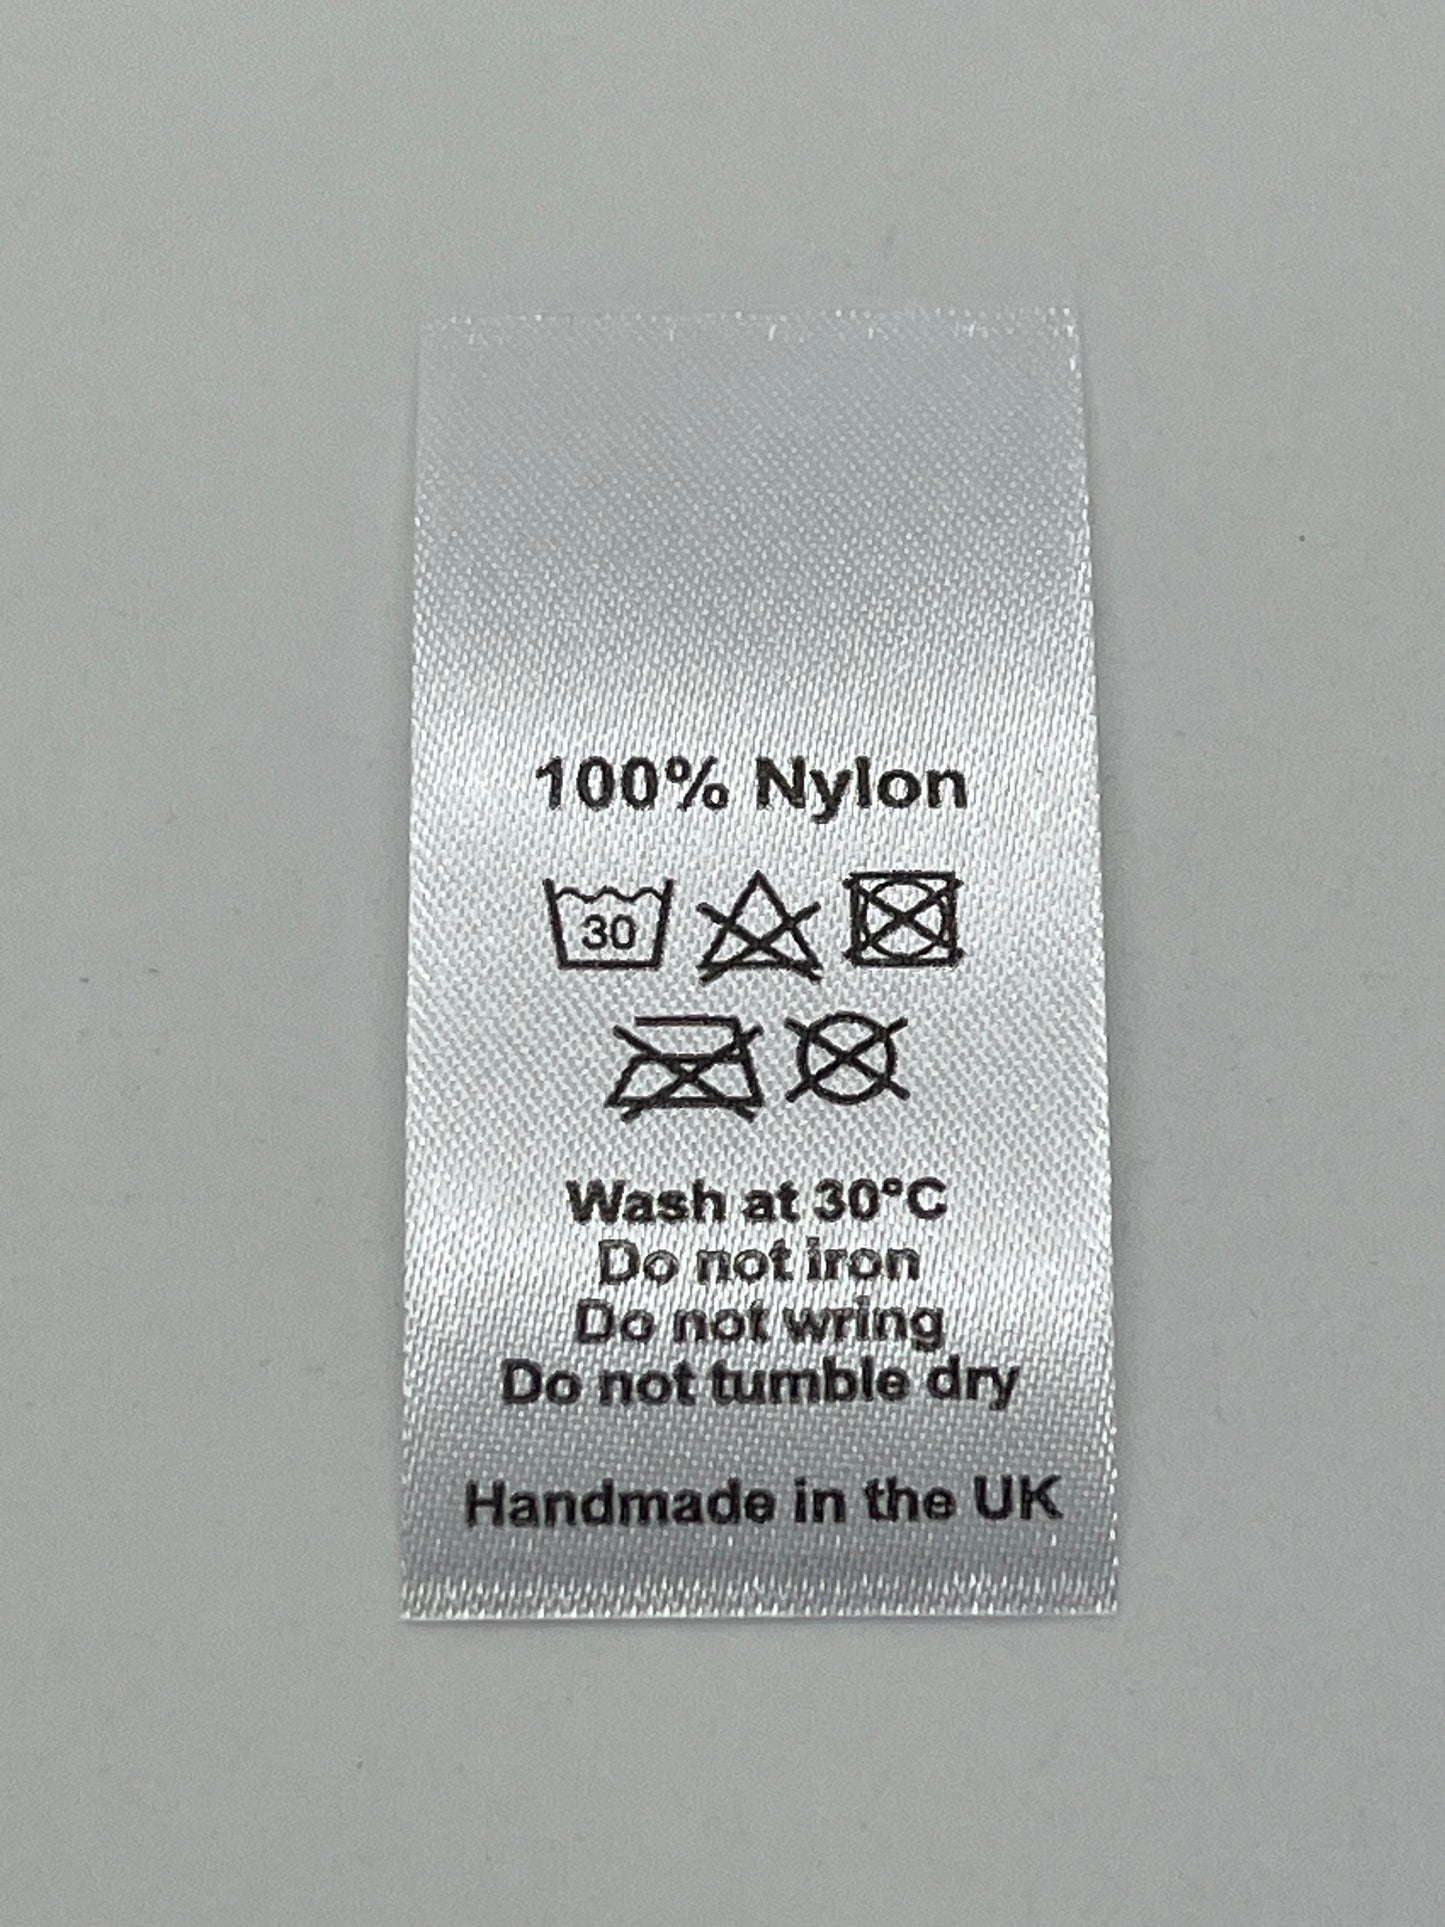 100% Nylon
30
Wash at 30°C
Do not iron
Do not wring
Do not tumble dry
Handmade in the UK